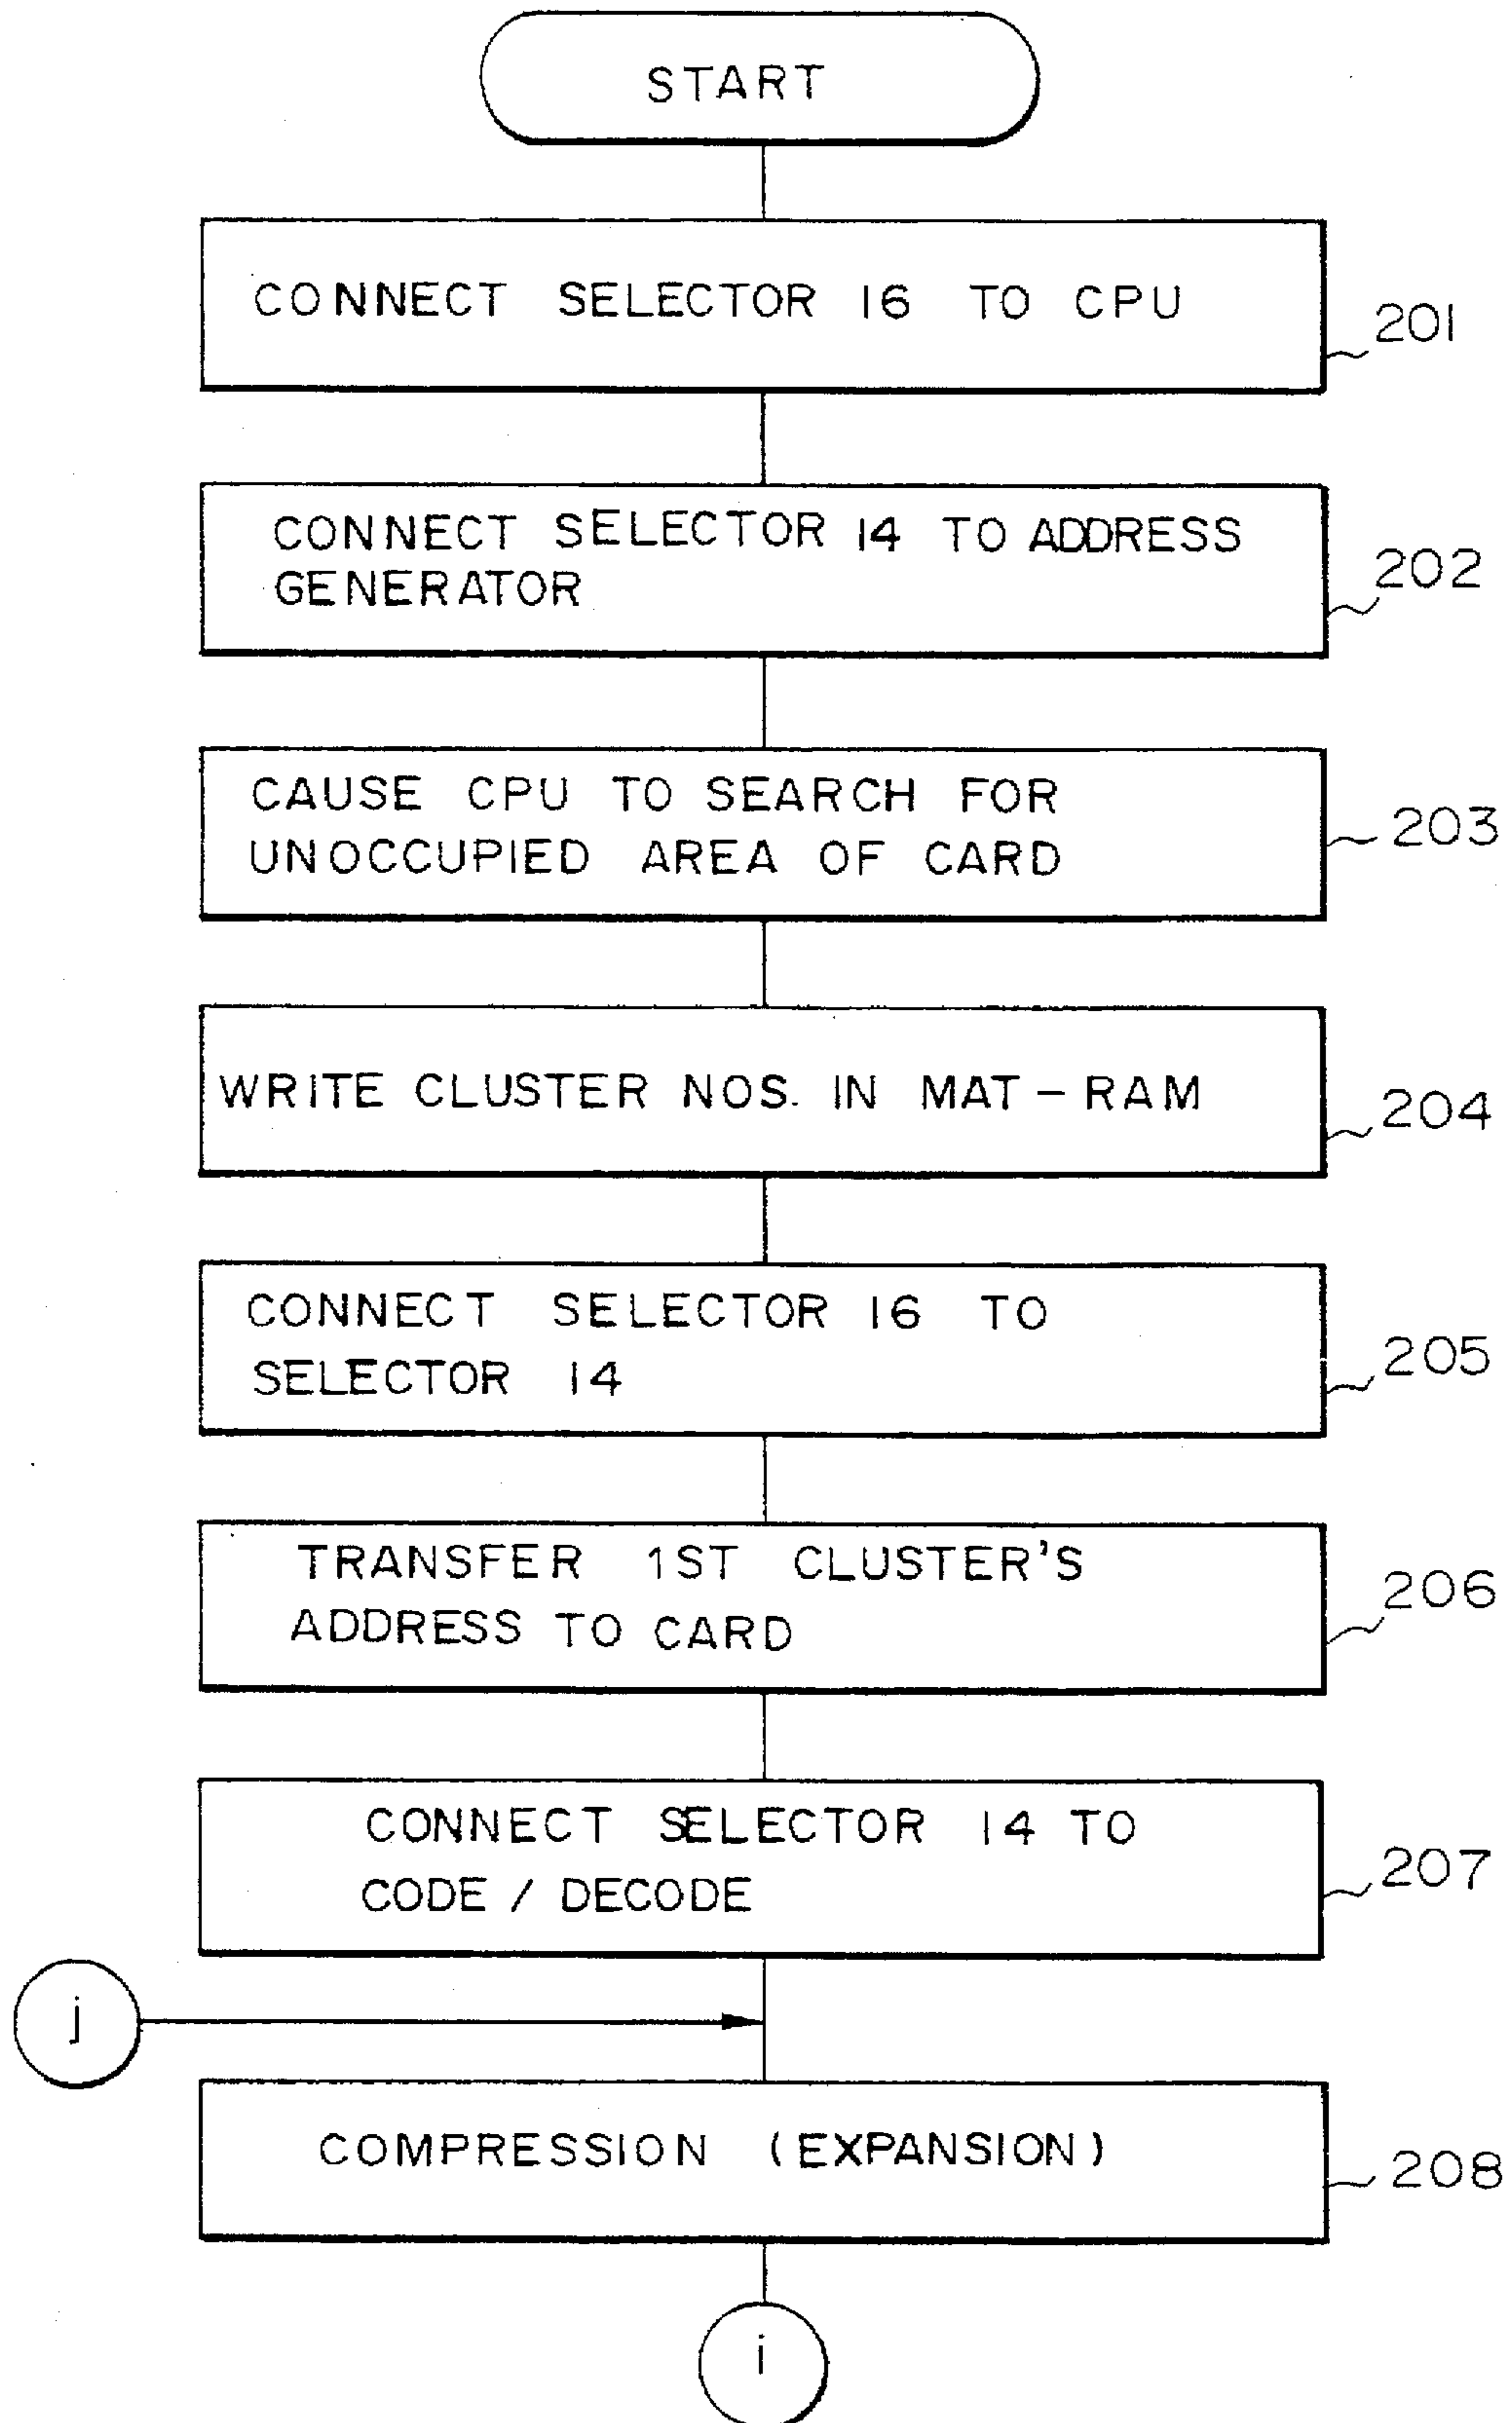 START
CONNECT SELECTOR 16 TO CPU
201
CONNECT SELECTOR 14 TO ADDRESS
GENERATOR
202
CAUSE CPU TO SEARCH FOR
UNOCCUPIED AREA OF CARD
203
WRITE CLUSTER NOS. IN MAT-RAM
204
CONNECT SELECTOR 16 TO
SELECTOR 14
205
TRANSFER 1ST CLUSTER'S
ADDRESS TO CARD
206
CONNECT SELECTOR 14 TO
CODE / DECODE
207
j
COMPRESSION (EXPANSION)
208
i